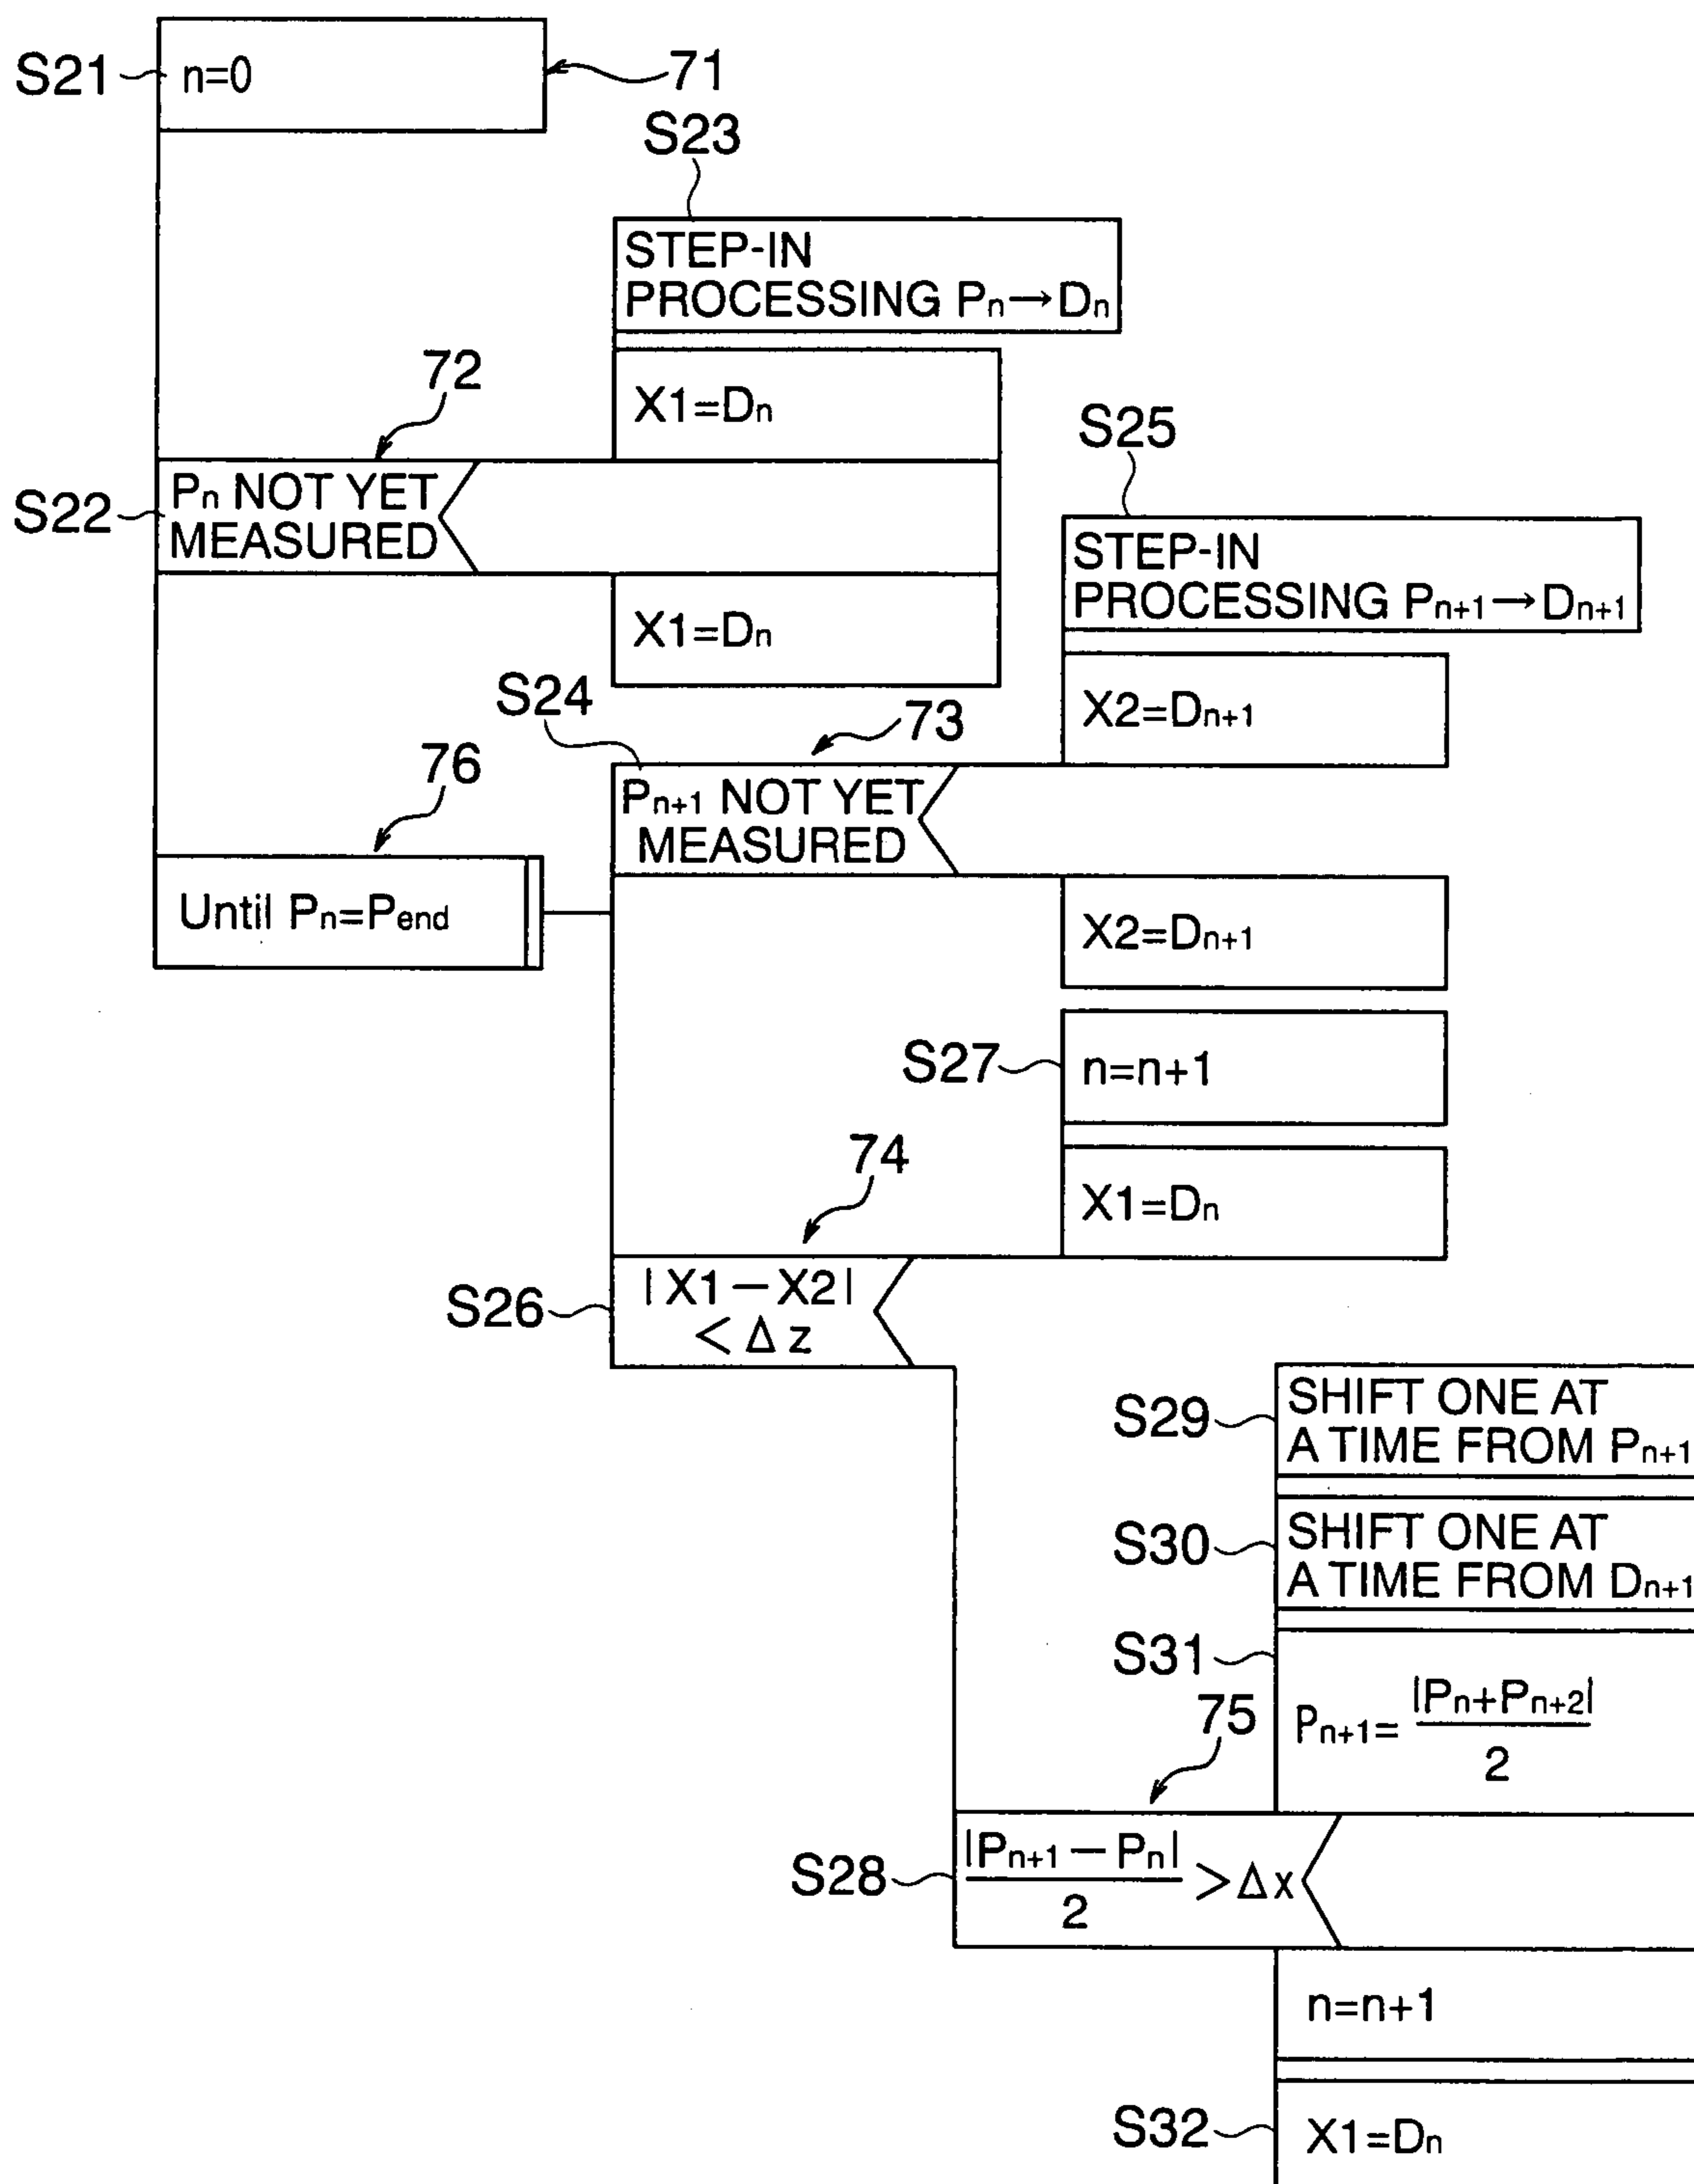 S21
n=0
71
S23
STEP-IN
PROCESSING Pn→Dn
72
X1=Dn
S25
S22
Pn NOT YET
MEASURED
STEP-IN
PROCESSING Pn+1→Dn+1
X1=Dn
S24
73
X2=Dn+1
76
Pn+1 NOT YET
MEASURED
Until Pn=Pend
X2=Dn+1
S27
n=n+1
74
X1=Dn
S26
|X1−X2|
<Δz
S29
SHIFT ONE AT
A TIME FROM Pn+1
S30
SHIFT ONE AT
A TIME FROM Dn+1
S31
75
Pn+1= |Pn+Pn+2|
2
S28
|Pn+1−Pn|
2
>Δx
n=n+1
S32
X1=Dn